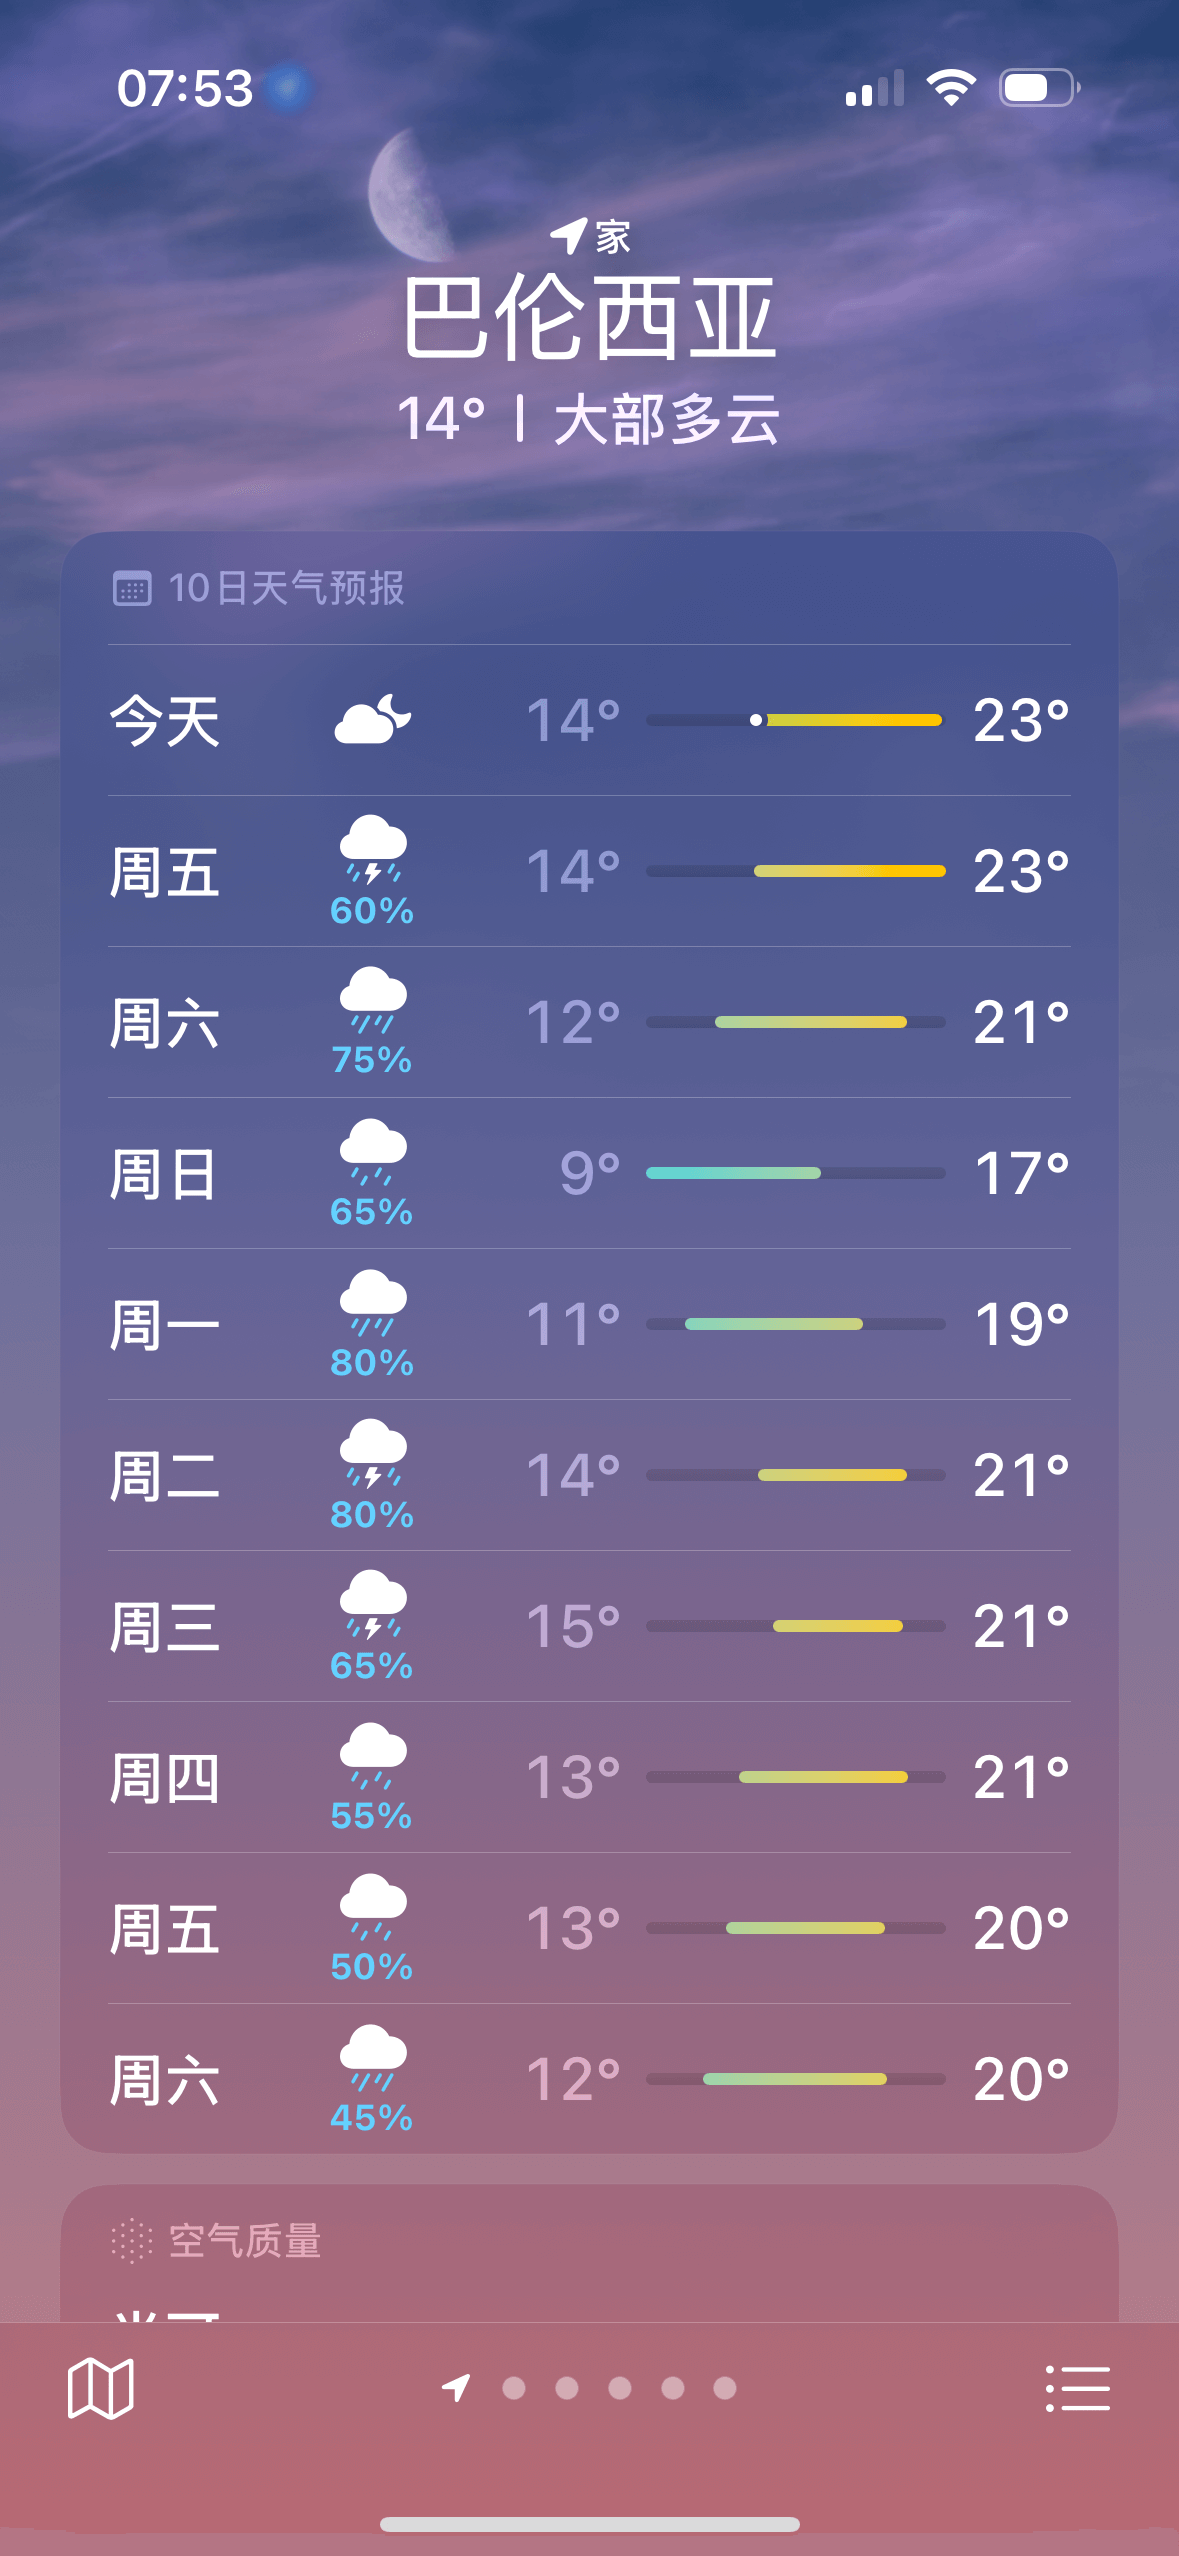 07:53
家
巴伦西亚
14° | 大部多云
10日天气预报
今天 14° 23°
周五 60% 14° 23°
周六 75% 12° 21°
周日 65% 9° 17°
周一 80% 11° 19°
周二 80% 14° 21°
周三 65% 15° 21°
周四 55% 13° 21°
周五 50% 13° 20°
周六 45% 12° 20°
空气质量